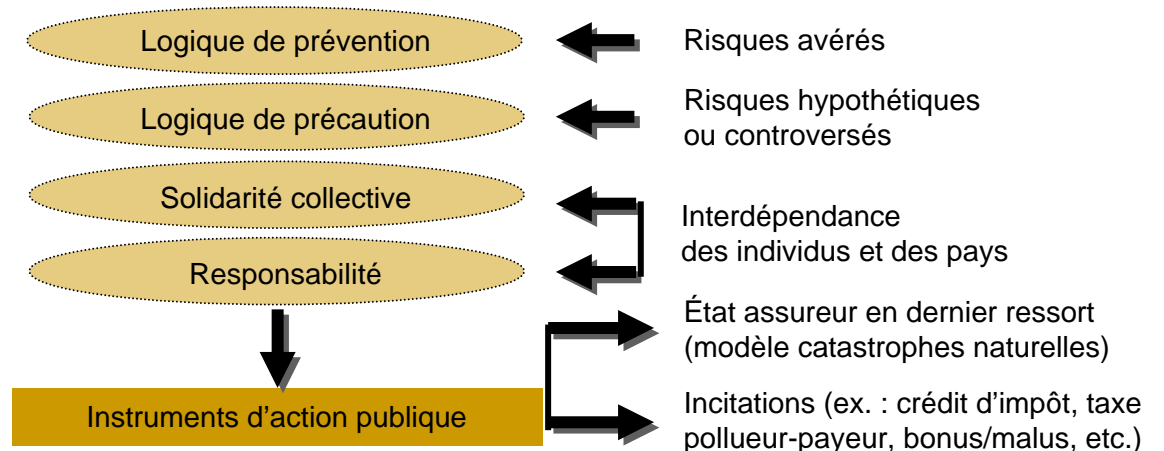 Logique de prévention
Risques avérés
Logique de précaution
Risques hypothétiques
ou controversés
Solidarité collective
Interdépendance
des individus et des pays
Responsabilité
État assureur en dernier ressort
(modèle catastrophes naturelles)
Instruments d’action publique
Incitations (ex. : crédit d’impôt, taxe
pollueur-payeur, bonus/malus, etc.)